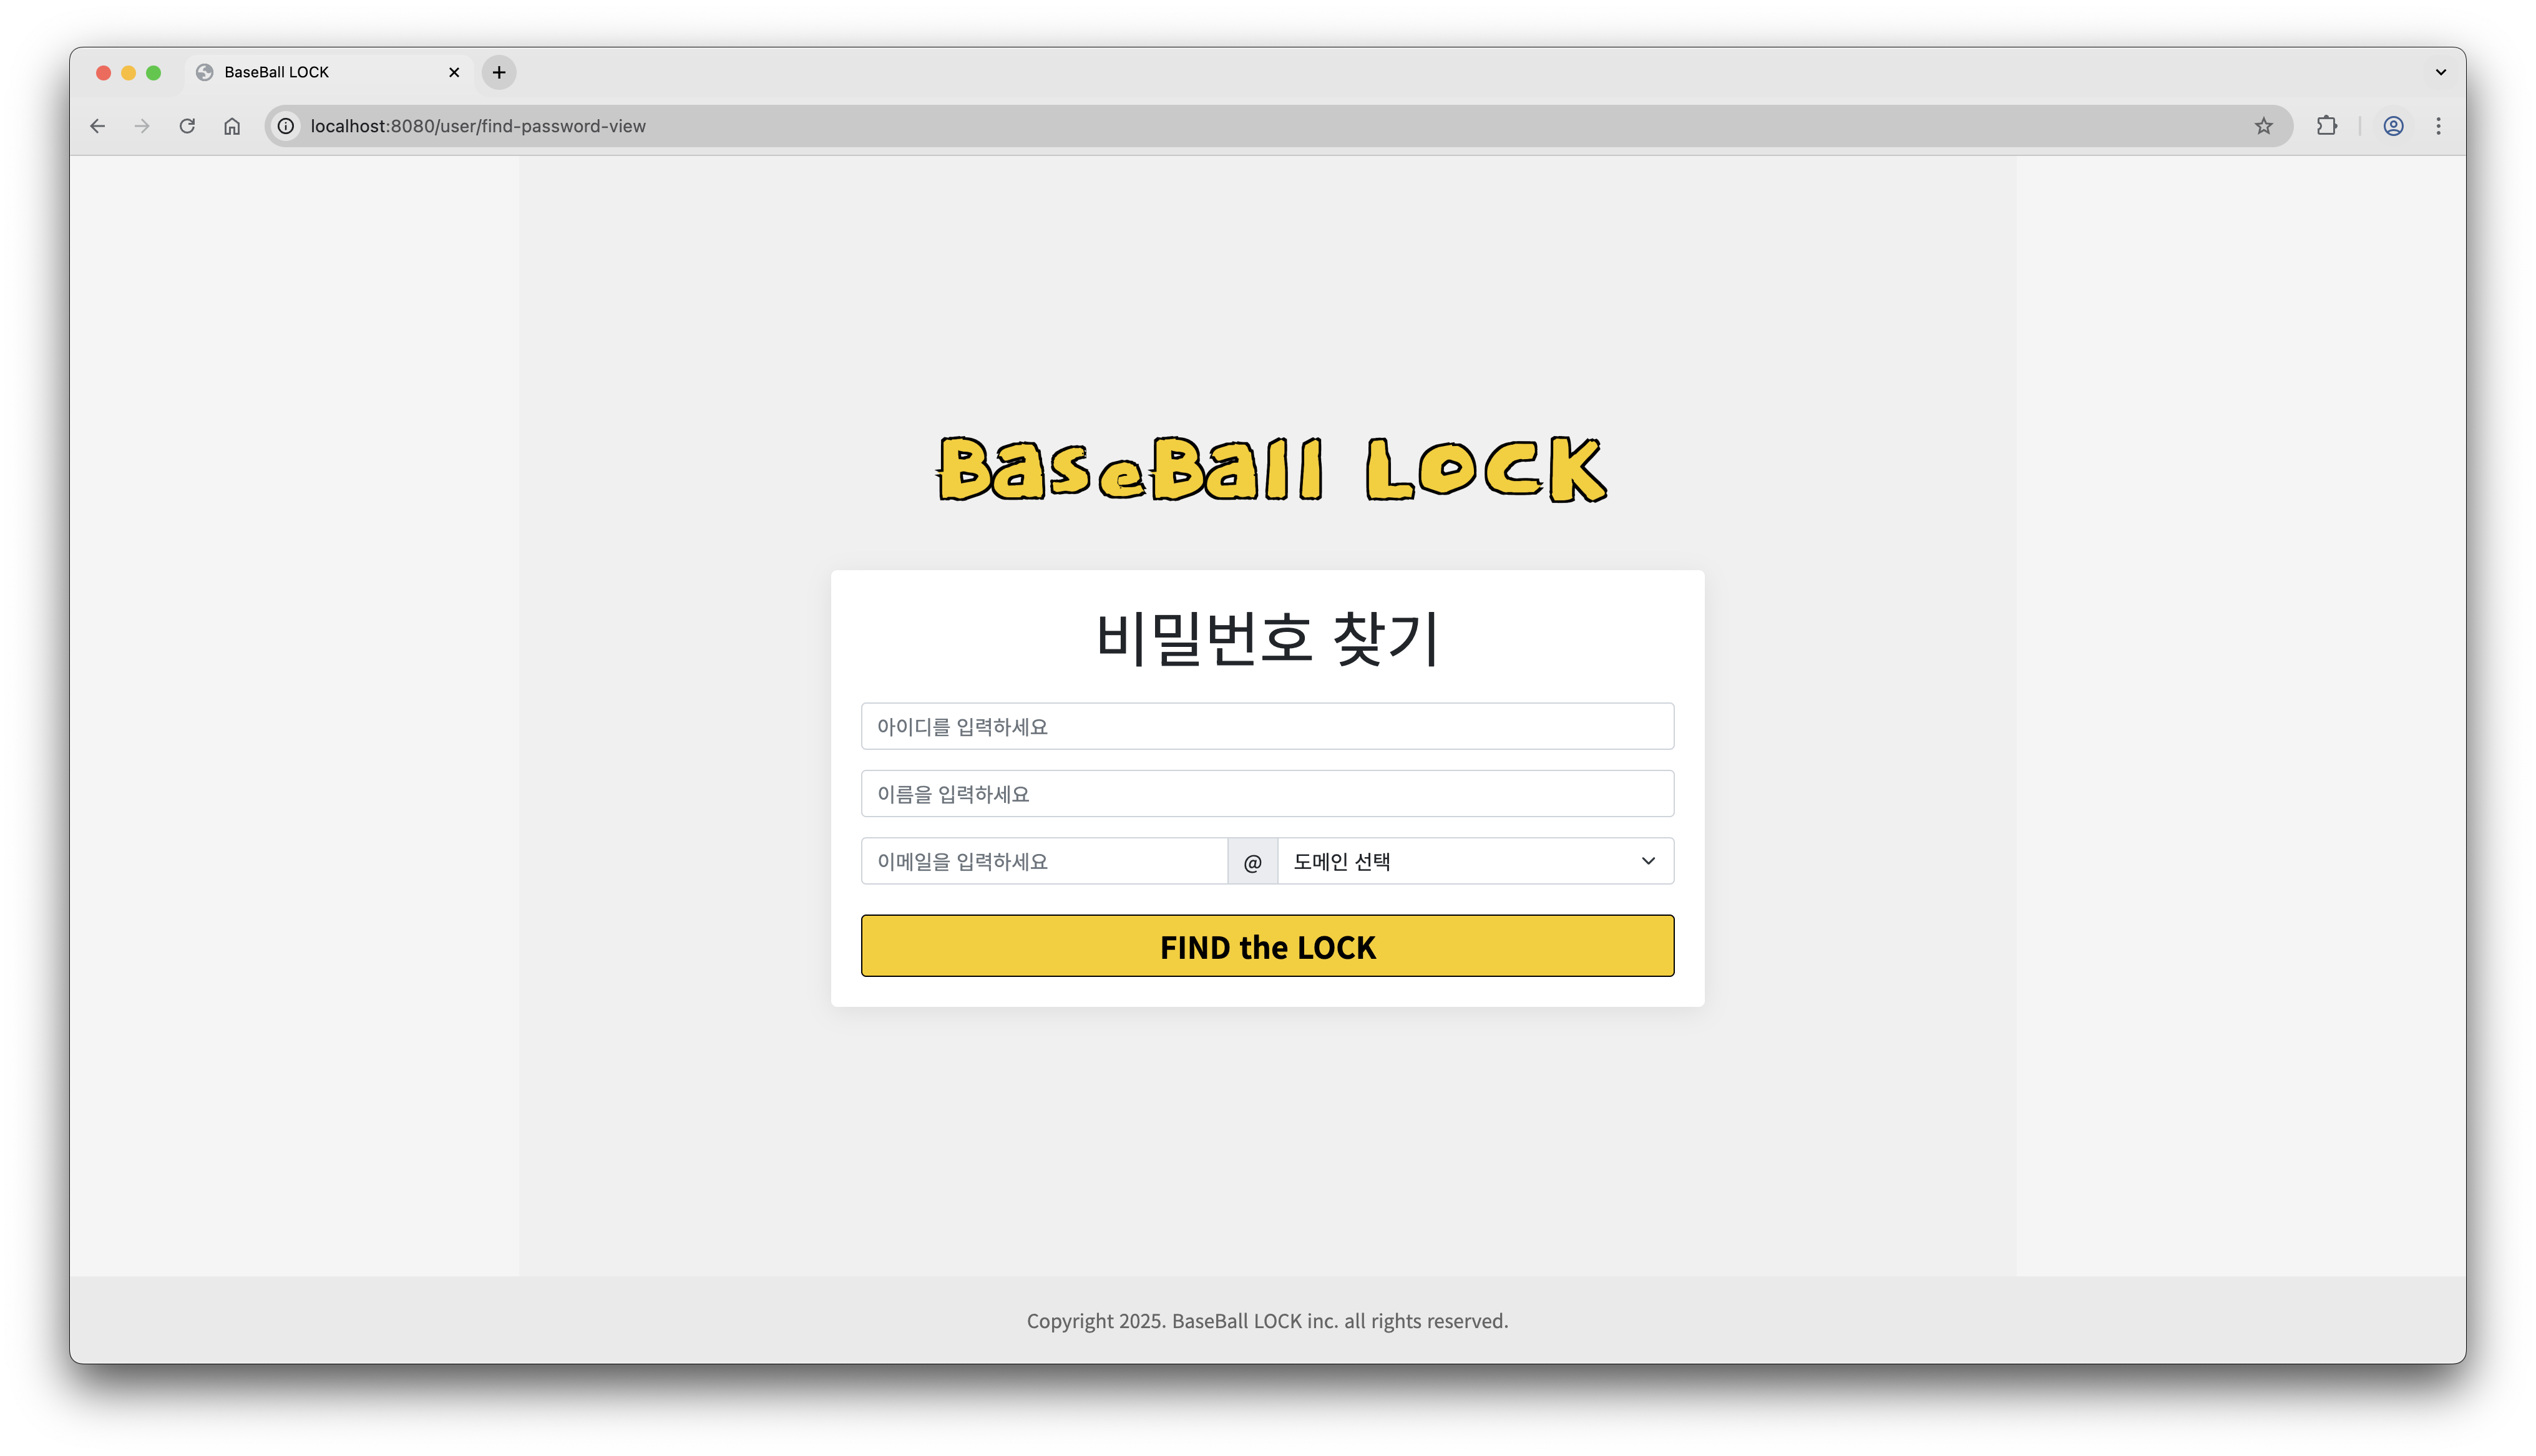 BaseBall LOCK
localhost:8080/user/find-password-view
BaseBall LOCK
비밀번호 찾기
아이디를 입력하세요
이름을 입력하세요
이메일을 입력하세요 @ 도메인 선택
FIND the LOCK
Copyright 2025. BaseBall LOCK inc. all rights reserved.